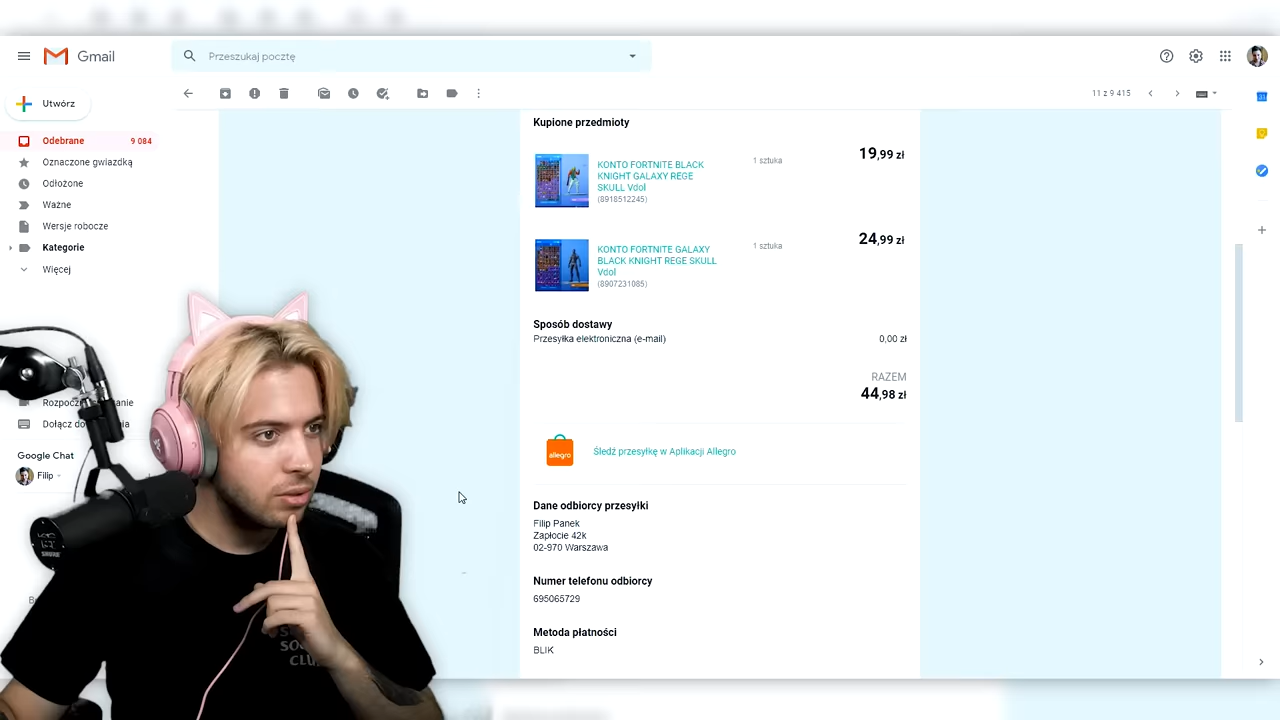 Gmail
Przeszukaj pocztę
Utwórz
11 z 9 415
Odebrane 9 084
Oznaczone gwiazdką
Odłożone
Ważne
Wersje robocze
Kategorie
Więcej
Dołącz do
Google Chat
Filip
Kupione przedmioty
KONTO FORTNITE BLACK
KNIGHT GALAXY REGE
SKULL Vdol
(8918512245)
1 sztuka
19,99 zł
KONTO FORTNITE GALAXY
BLACK KNIGHT REGE SKULL
Vdol
(8907231085)
1 sztuka
24,99 zł
Sposób dostawy
Przesyłka elektroniczna (e-mail) 0,00 zł
RAZEM
44,98 zł
allegro
Śledź przesyłkę w Aplikacji Allegro
Dane odbiorcy przesyłki
Filip Panek
Zapłocie 42k
02-970 Warszawa
Numer telefonu odbiorcy
695065729
Metoda płatności
BLIK